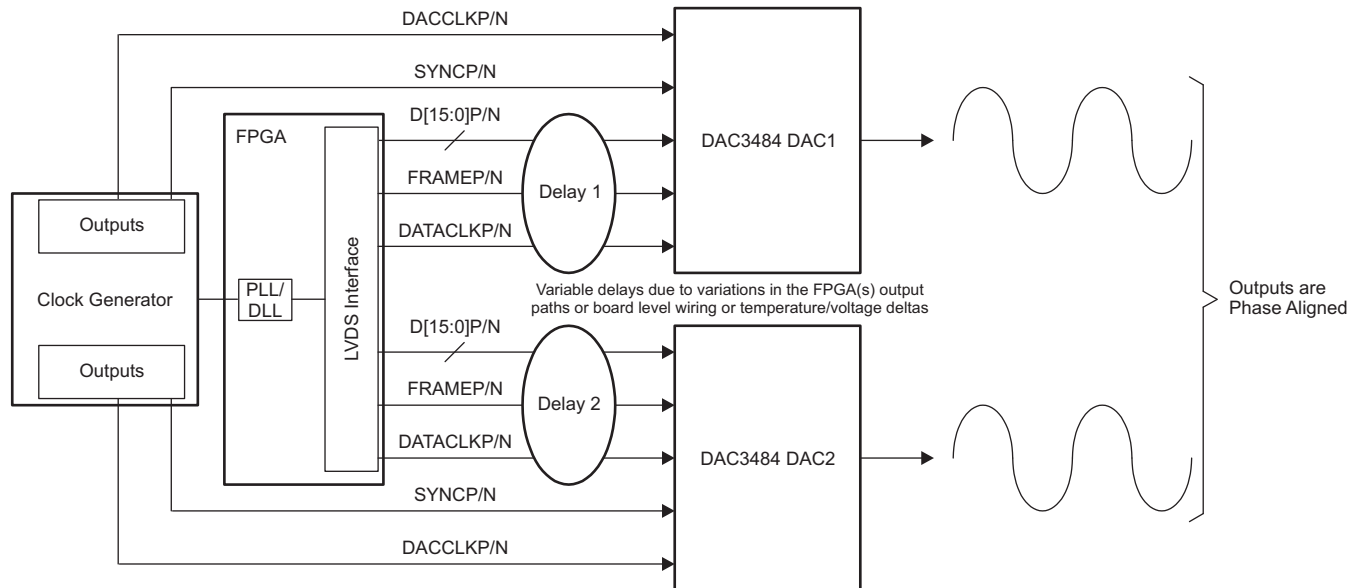 DACCLKP/N
SYNCP/N
D[15:0]P/N
FPGA
DAC3484 DAC1
FRAMEP/N
Delay 1
Outputs
DATACLKP/N
Clock Generator
PLL/
DLL
LVDS Interface
Variable delays due to variations in the FPGA(s) output
paths or board level wiring or temperature/voltage deltas
Outputs are
Phase Aligned
D[15:0]P/N
Outputs
FRAMEP/N
Delay 2
DATACLKP/N
DAC3484 DAC2
SYNCP/N
DACCLKP/N